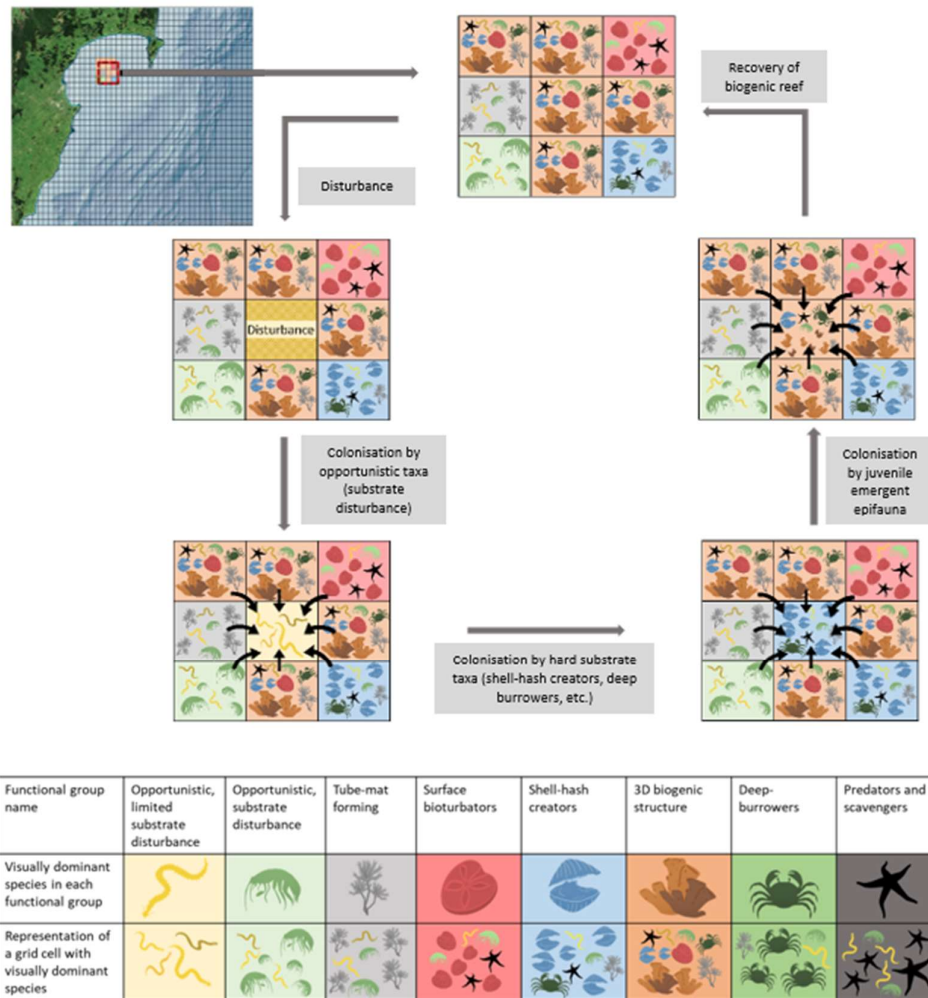 Recovery of
biogenic reef
Disturbance
Disturbance
Colonisation by
opportunistic taxa
(substrate
disturbance)
Colonisation
by juvenile
emergent
epifauna
Colonisation by hard substrate
taxa (shell-hash creators, deep
burrowers, etc.)
Functional group
name
Opportunistic,
limited
substrate
disturbance
Opportunistic,
substrate
disturbance
Tube-mat
forming
Surface
bioturbators
Shell-hash
creators
3D biogenic
structure
Deep-
burrowers
Predators and
scavengers
Visually dominant
species in each
functional group
Representation of
a grid cell with
visually dominant
species